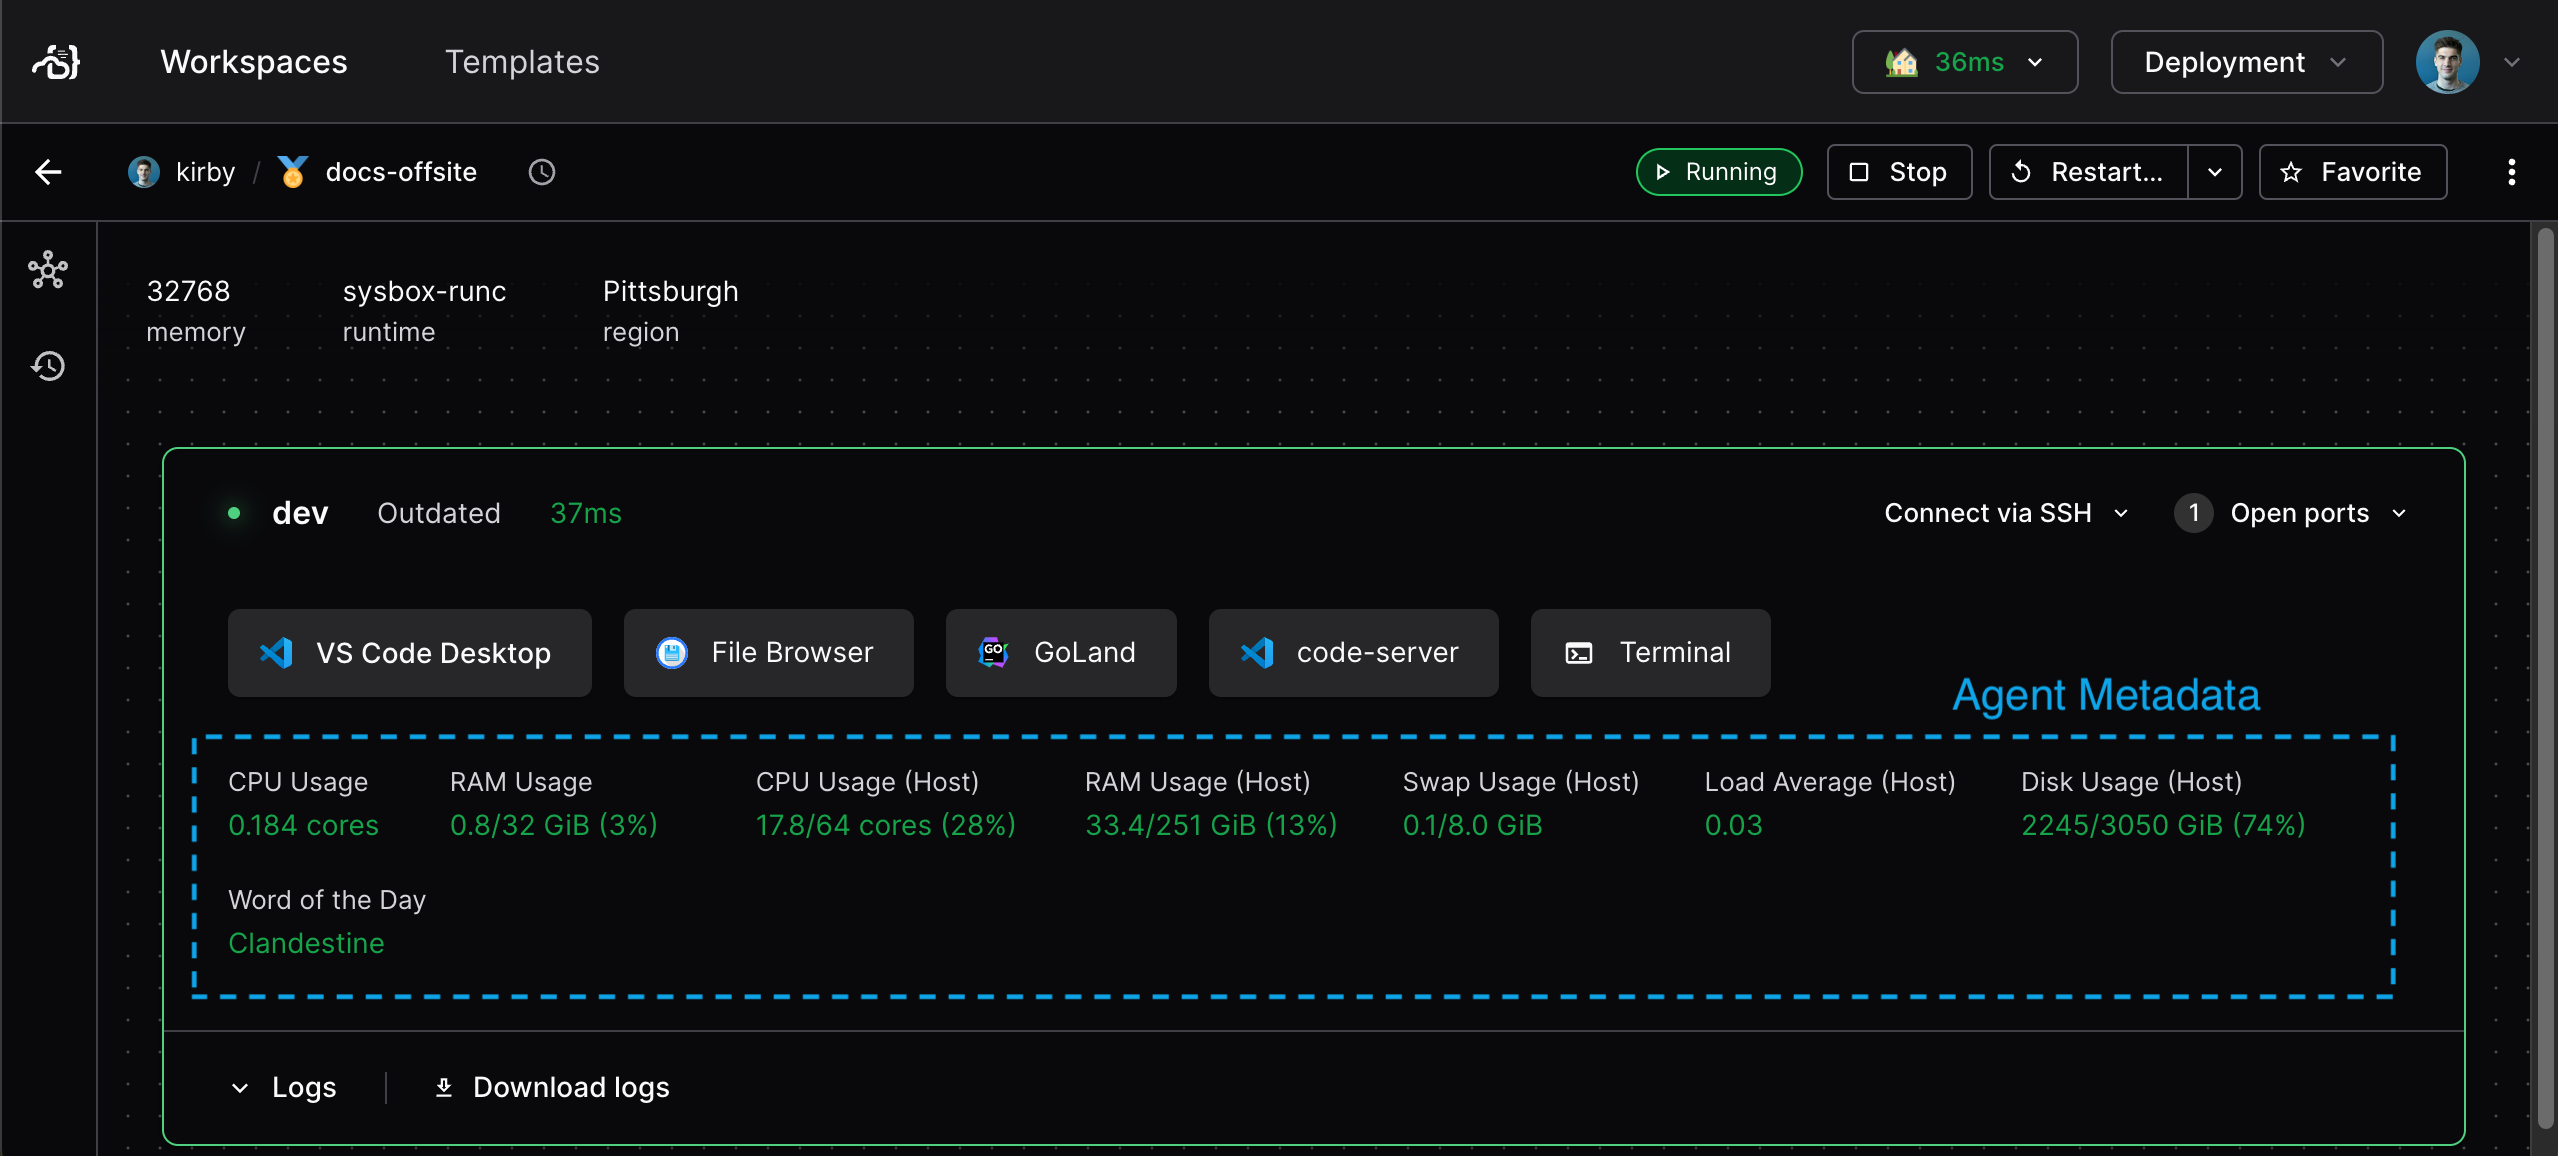 Workspaces
Templates
36ms
Deployment
kirby / docs-offsite
Running
Stop
Restart...
Favorite
32768
memory
sysbox-runc
runtime
Pittsburgh
region
dev
Outdated
37ms
Connect via SSH
1 Open ports
VS Code Desktop
File Browser
GO
GoLand
code-server
Terminal
Agent Metadata
CPU Usage
0.184 cores
RAM Usage
0.8/32 GiB (3%)
CPU Usage (Host)
17.8/64 cores (28%)
RAM Usage (Host)
33.4/251 GiB (13%)
Swap Usage (Host)
0.1/8.0 GiB
Load Average (Host)
0.03
Disk Usage (Host)
2245/3050 GiB (74%)
Word of the Day
Clandestine
Logs
Download logs